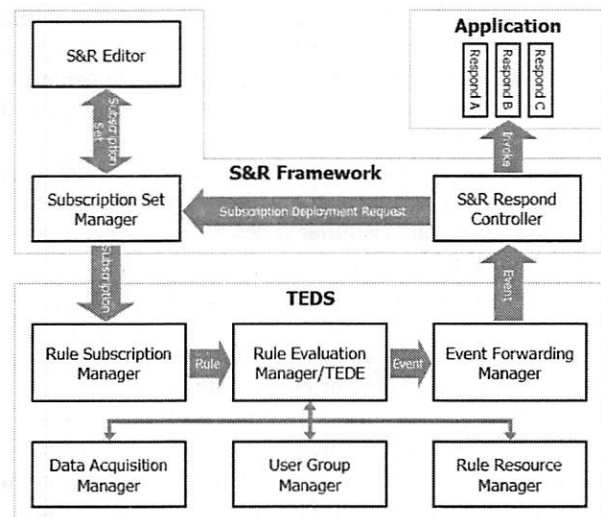 S&R Editor
Application
Respond A
Respond B
Respond C
Subscription
Set
Invoke
S&R Framework
Subscription Set
Manager
Subscription Deployment Request
S&R Respond
Controller
Subscription
Event
TEDS
Rule Subscription
Manager
Rule
Rule Evaluation
Manager/TEDE
Event
Event Forwarding
Manager
Data Acquisition
Manager
User Group
Manager
Rule Resource
Manager